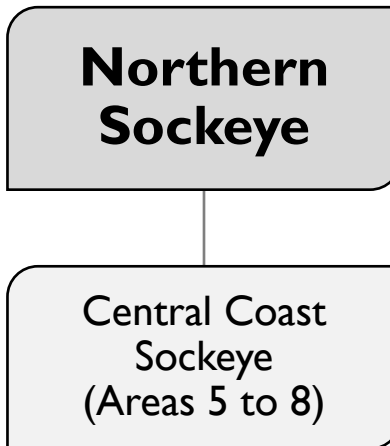 Northern
Sockeye
Central Coast
Sockeye
(Areas 5 to 8)